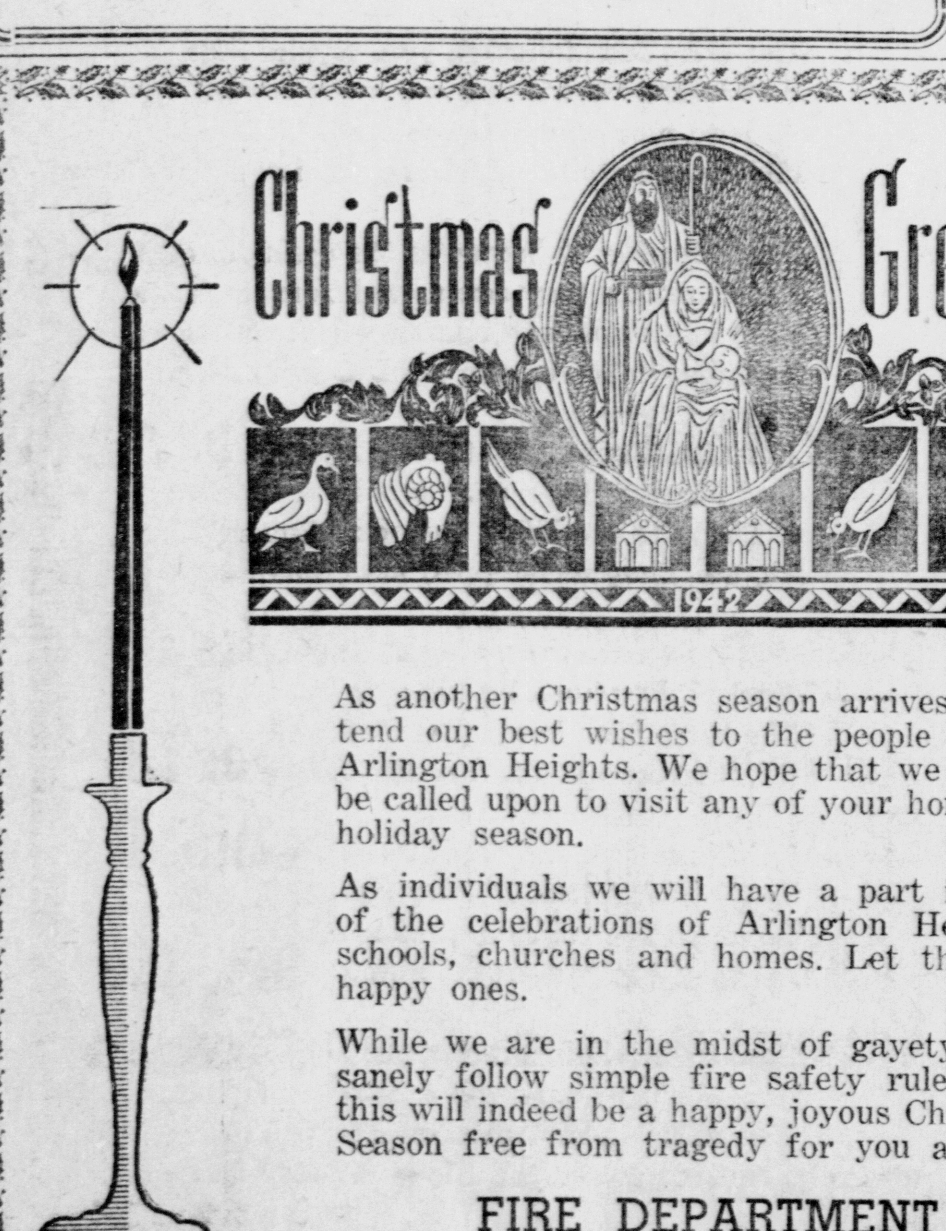 Christmas Gre
1942
As another Christmas season arrives
tend our best wishes to the people
Arlington Heights. We hope that we
be called upon to visit any of your ho
holiday season.
As individuals we will have a part
of the celebrations of Arlington He
schools, churches and homes. Let th
happy ones.
While we are in the midst of gayety
sanely follow simple fire safety rule
this will indeed be a happy, joyous Ch
Season free from tragedy for you a
FIRE DEPARTMENT